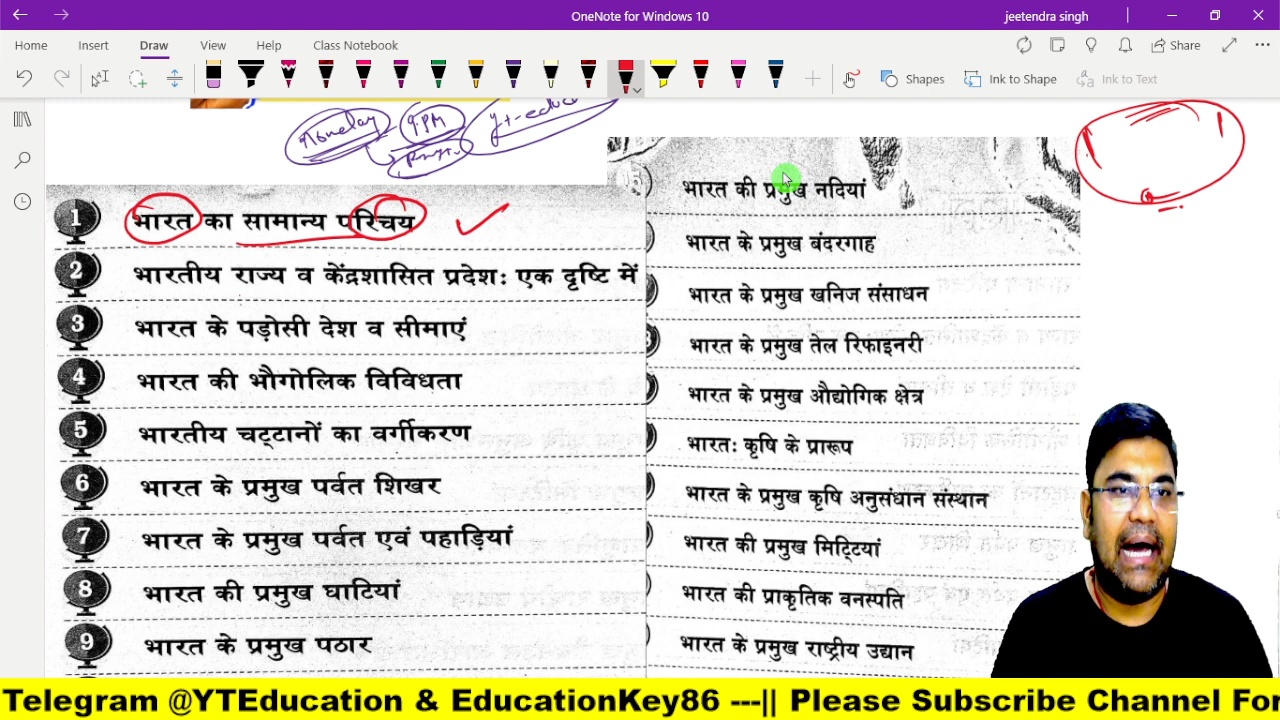 OneNote for Windows 10
jeetendra singh
Home Insert Draw View Help Class Notebook
Share
Shapes Ink to Shape Ink to Text
Monday 9:PM
1 भारत का सामान्य परिचय
2 भारतीय राज्य व केंद्रशासित प्रदेश: एक दृष्टि में
3 भारत के पड़ोसी देश व सीमाएं
4 भारत की भौगोलिक विविधता
5 भारतीय चट्टानों का वर्गीकरण
6 भारत के प्रमुख पर्वत शिखर
7 भारत के प्रमुख पर्वत एवं पहाड़ियां
8 भारत की प्रमुख घाटियां
9 भारत के प्रमुख पठार
भारत की प्रमुख नदियां
भारत के प्रमुख बंदरगाह
भारत के प्रमुख खनिज संसाधन
भारत के प्रमुख तेल रिफाइनरी
भारत के प्रमुख औद्योगिक क्षेत्र
भारत: कृषि के प्रारूप
भारत के प्रमुख कृषि अनुसंधान संस्थान
भारत की प्रमुख मिट्टियां
भारत की प्राकृतिक वनस्पति
भारत के प्रमुख राष्ट्रीय उद्यान
Telegram @YTEducation & EducationKey86 ---|| Please Subscribe Channel For